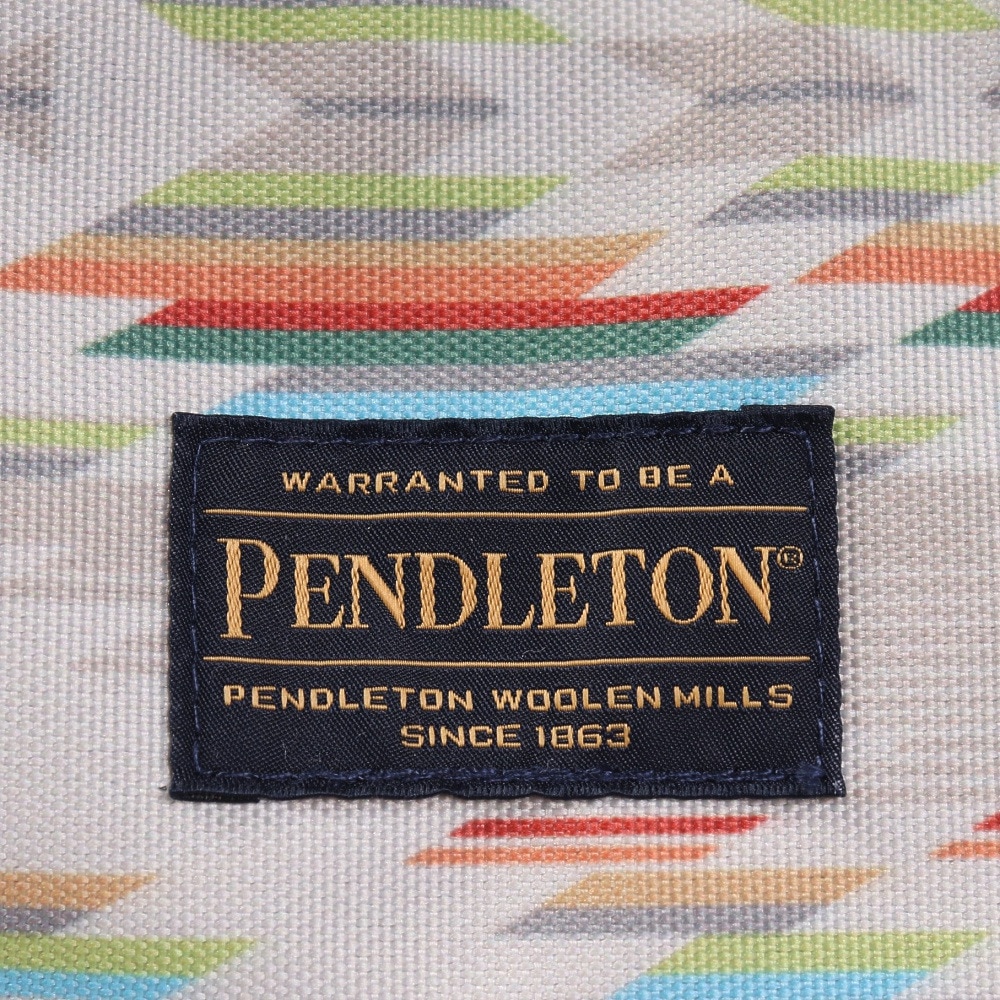 WARRANTED TO BE A
PENDLETON®
PENDLETON WOOLEN MILLS
SINCE 1863